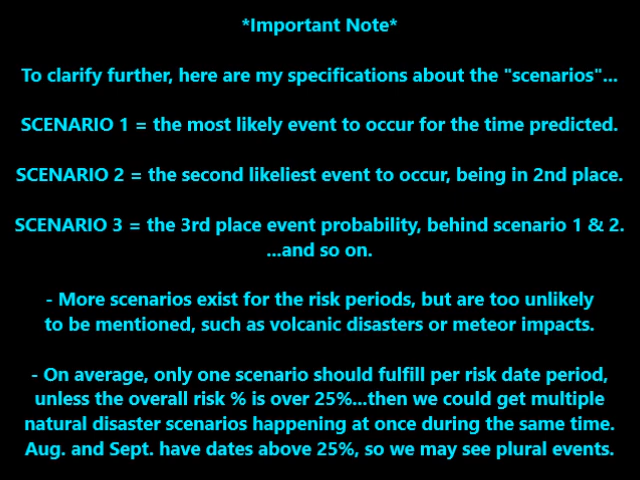 *Important Note*
To clarify further, here are my specifications about the "scenarios"...
SCENARIO 1 = the most likely event to occur for the time predicted.
SCENARIO 2 = the second likeliest event to occur, being in 2nd place.
SCENARIO 3 = the 3rd place event probability, behind scenario 1 & 2.
...and so on.
- More scenarios exist for the risk periods, but are too unlikely
to be mentioned, such as volcanic disasters or meteor impacts.
- On average, only one scenario should fulfill per risk date period,
unless the overall risk % is over 25%...then we could get multiple
natural disaster scenarios happening at once during the same time.
Aug. and Sept. have dates above 25%, so we may see plural events.